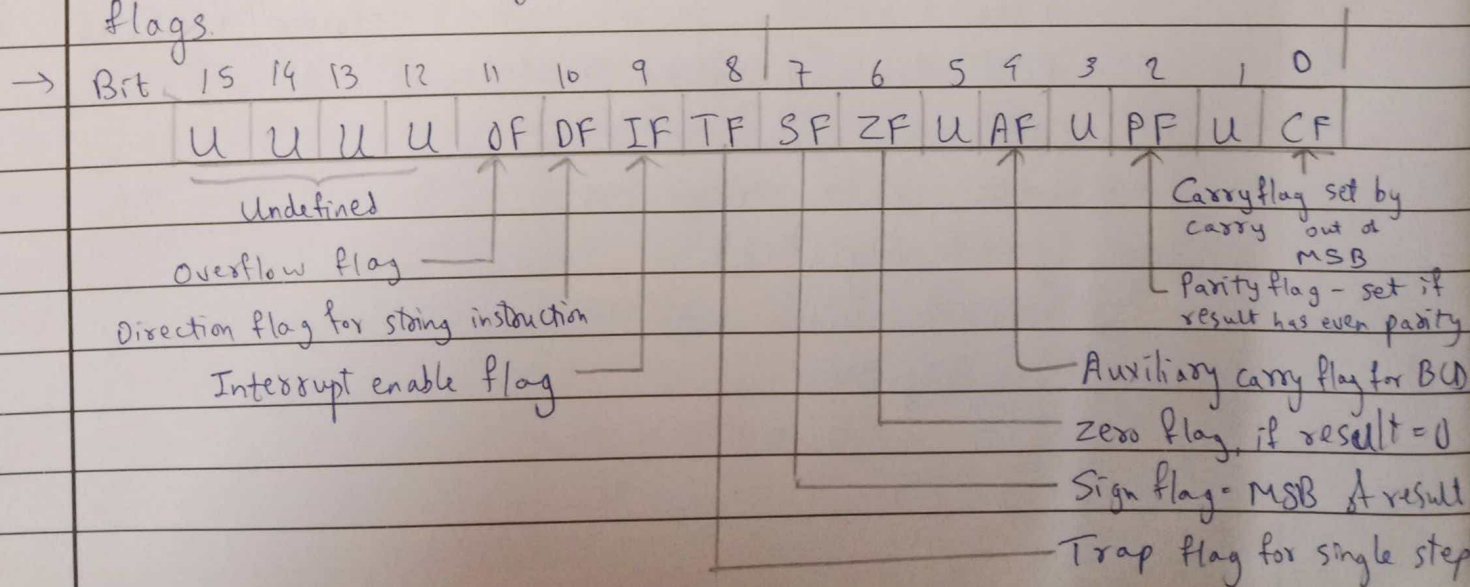 flags.
→ Bit 15 14 13 12 11 10 9 8 7 6 5 4 3 2 1 0
U U U U OF DF IF TF SF ZF U AF U PF U CF
Undefined
Carry flag set by
carry out of
MSB
Overflow flag
Parity flag - set if
result has even parity
Direction flag for string instruction
Interrupt enable flag
Auxiliary carry flag for BCD
Zero flag, if result = 0
Sign flag = MSB of result
Trap flag for single step